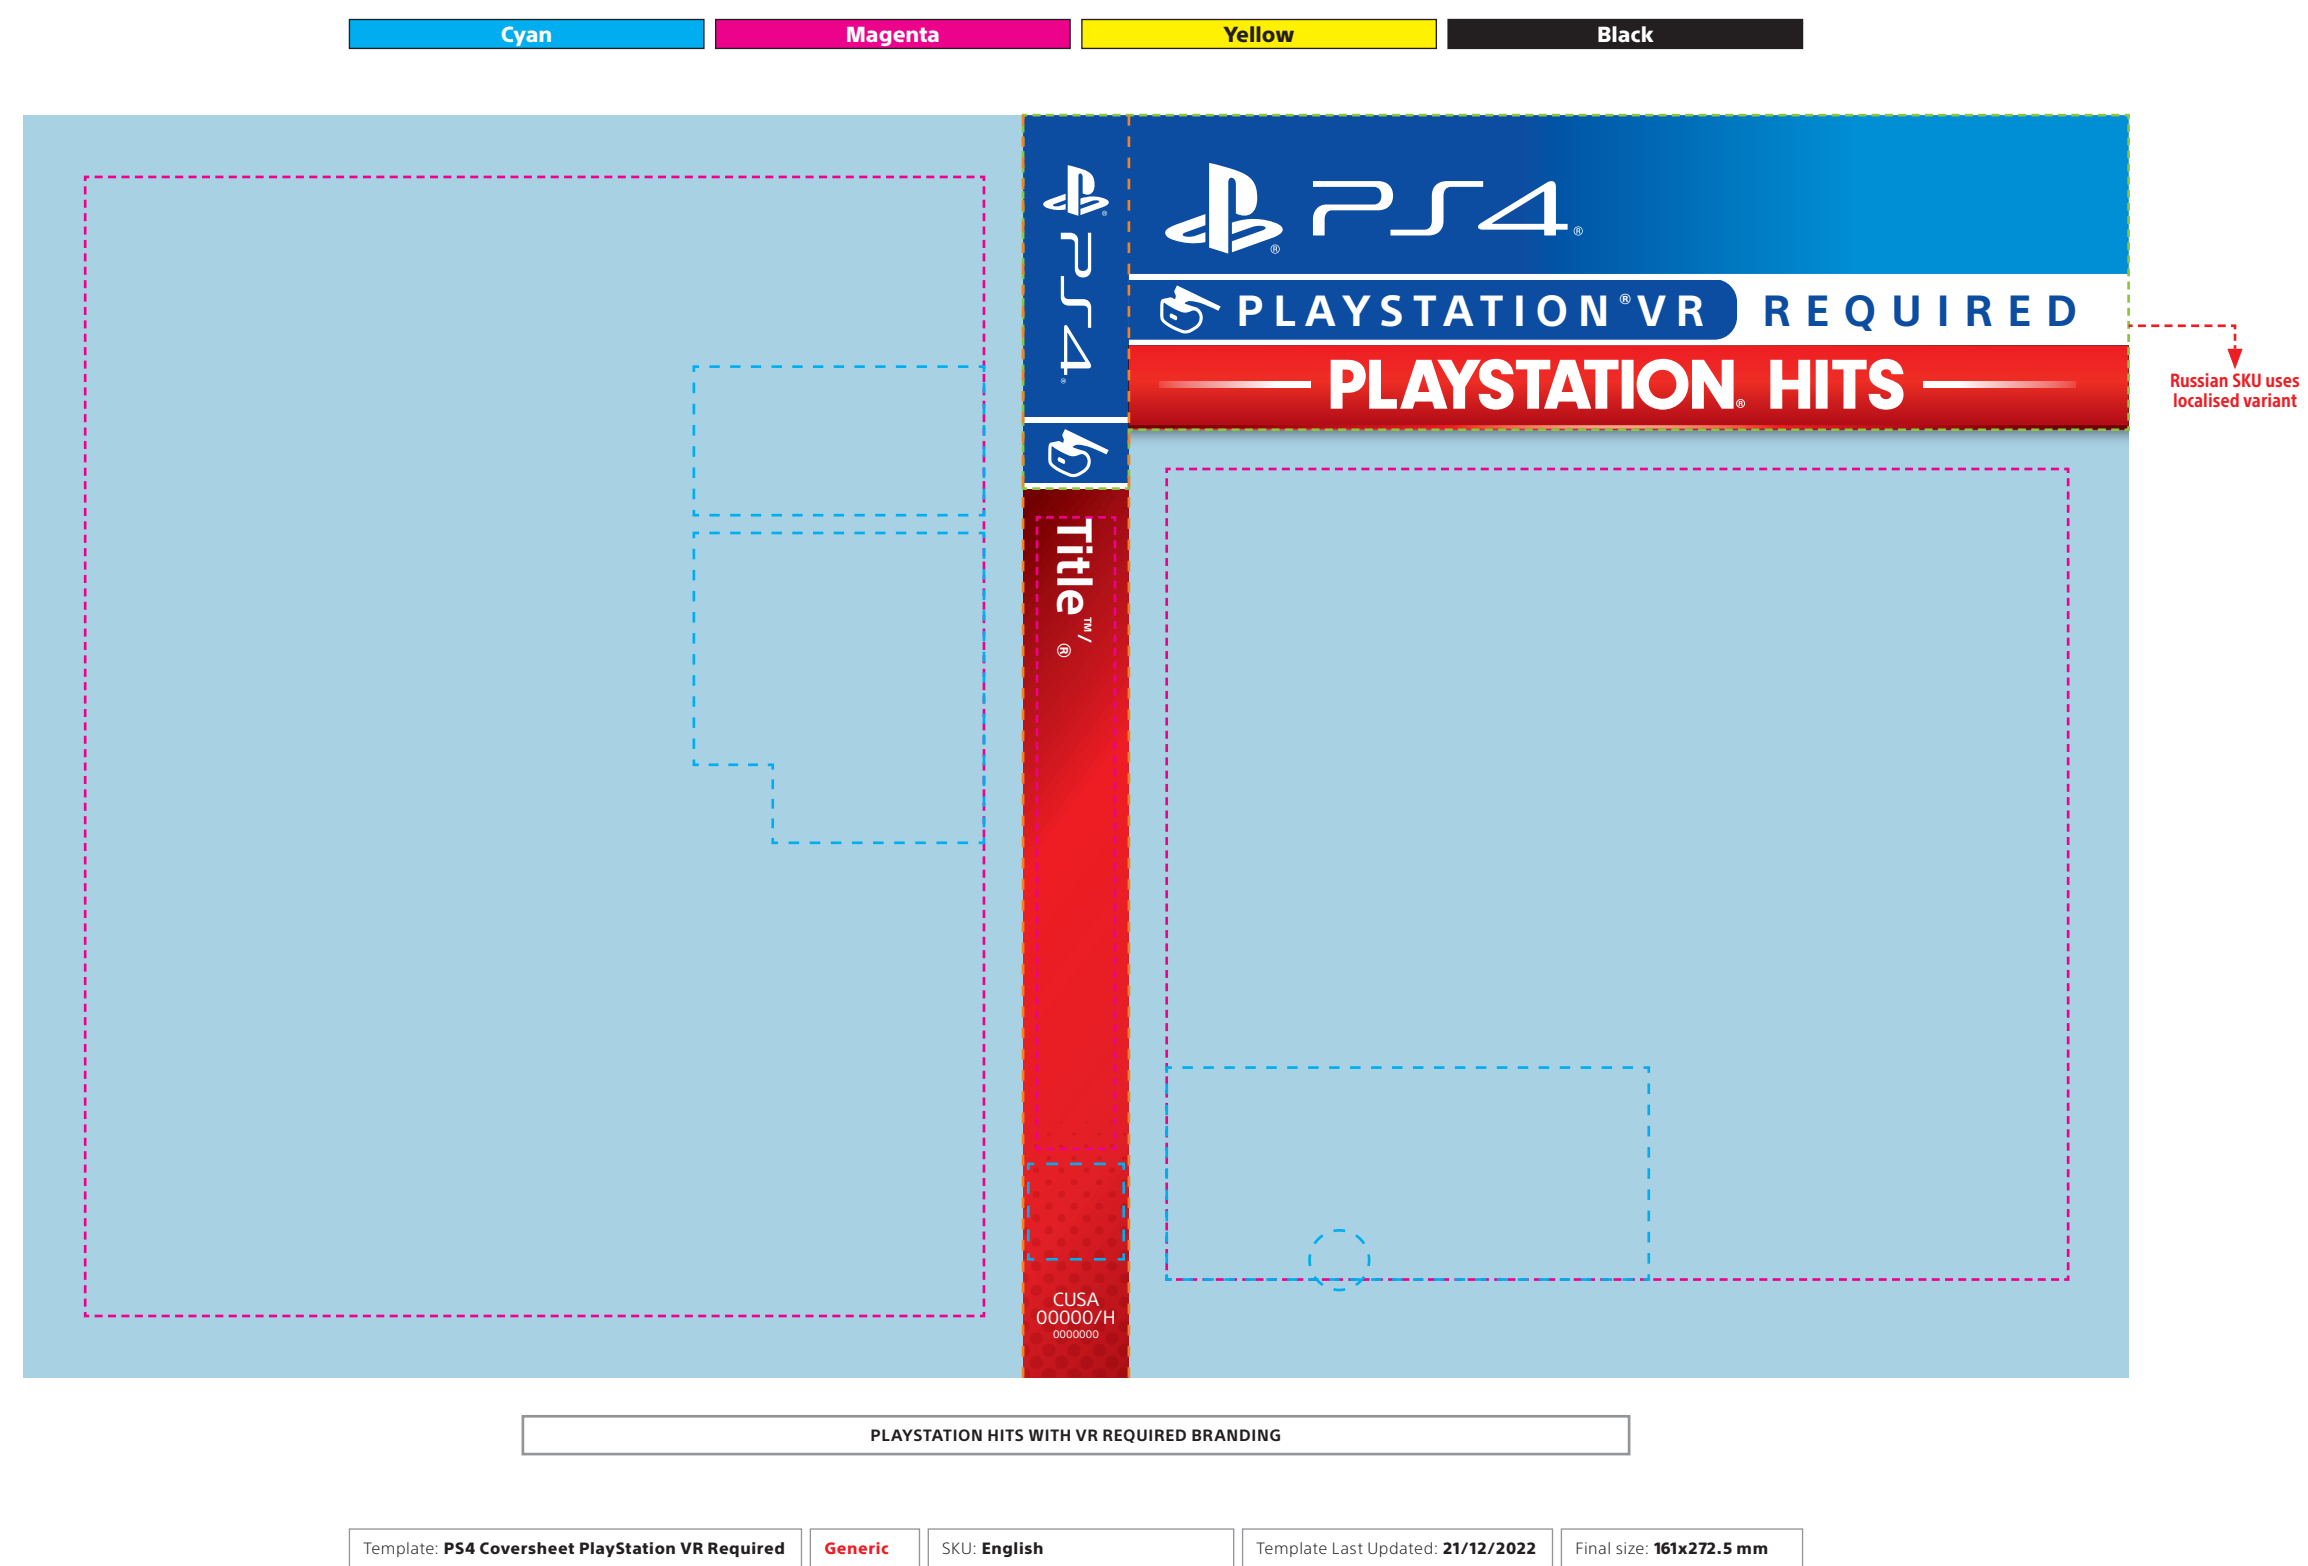 Cyan Magenta Yellow Black
PS4®
PS4®
PLAYSTATION®VR REQUIRED
PLAYSTATION® HITS
Russian SKU uses
localised variant
Title™/®
CUSA
00000/H
0000000
PLAYSTATION HITS WITH VR REQUIRED BRANDING
Template: PS4 Coversheet PlayStation VR Required Generic SKU: English Template Last Updated: 21/12/2022 Final size: 161x272.5 mm